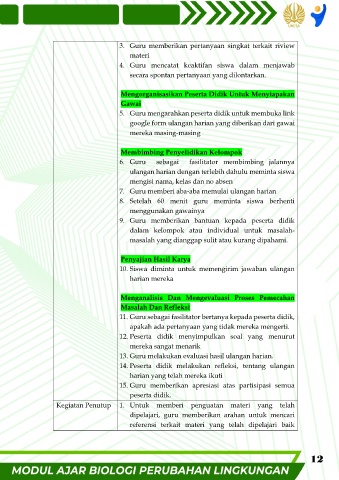 3. Guru memberikan pertanyaan singkat terkait riview
materi
4. Guru mencatat keaktifan siswa dalam menjawab
secara spontan pertanyaan yang dilontarkan.
Mengorganisasikan Peserta Didik Untuk Menyiapakan
Gawai
5. Guru mengarahkan peserta didik untuk membuka link
google form ulangan harian yang diberikan dari gawai
mereka masing-masing
Membimbing Penyelidikan Kelompok
6. Guru sebagai fasilitator membimbing jalannya
ulangan harian dengan terlebih dahulu meminta siswa
mengisi nama, kelas dan no absen
7. Guru memberi aba-aba memulai ulangan harian
8. Setelah 60 menit guru meminta siswa berhenti
menggunakan gawainya
9. Guru memberikan bantuan kepada peserta didik
dalam kelompok atau individual untuk masalah-
masalah yang dianggap sulit atau kurang dipahami.
Penyajian Hasil Karya
10. Siswa diminta untuk memengirim jawaban ulangan
harian mereka
Menganalisis Dan Mengevaluasi Proses Pemecahan
Masalah Dan Refleksi
11. Guru sebagai fasilitator bertanya kepada peserta didik,
apakah ada pertanyaan yang tidak mereka mengerti.
12. Peserta didik menyimpulkan soal yang menurut
mereka sangat menarik
13. Guru melakukan evaluasi hasil ulangan harian.
14. Peserta didik melakukan refleksi, tentang ulangan
harian yang telah mereka ikuti
15. Guru memberikan apresiasi atas partisipasi semua
peserta didik.
Kegiatan Penutup 1. Untuk memberi penguatan materi yang telah
dipelajari, guru memberikan arahan untuk mencari
referensi terkait materi yang telah dipelajari baik
12
MODUL AJAR BIOLOGI PERUBAHAN LINGKUNGAN